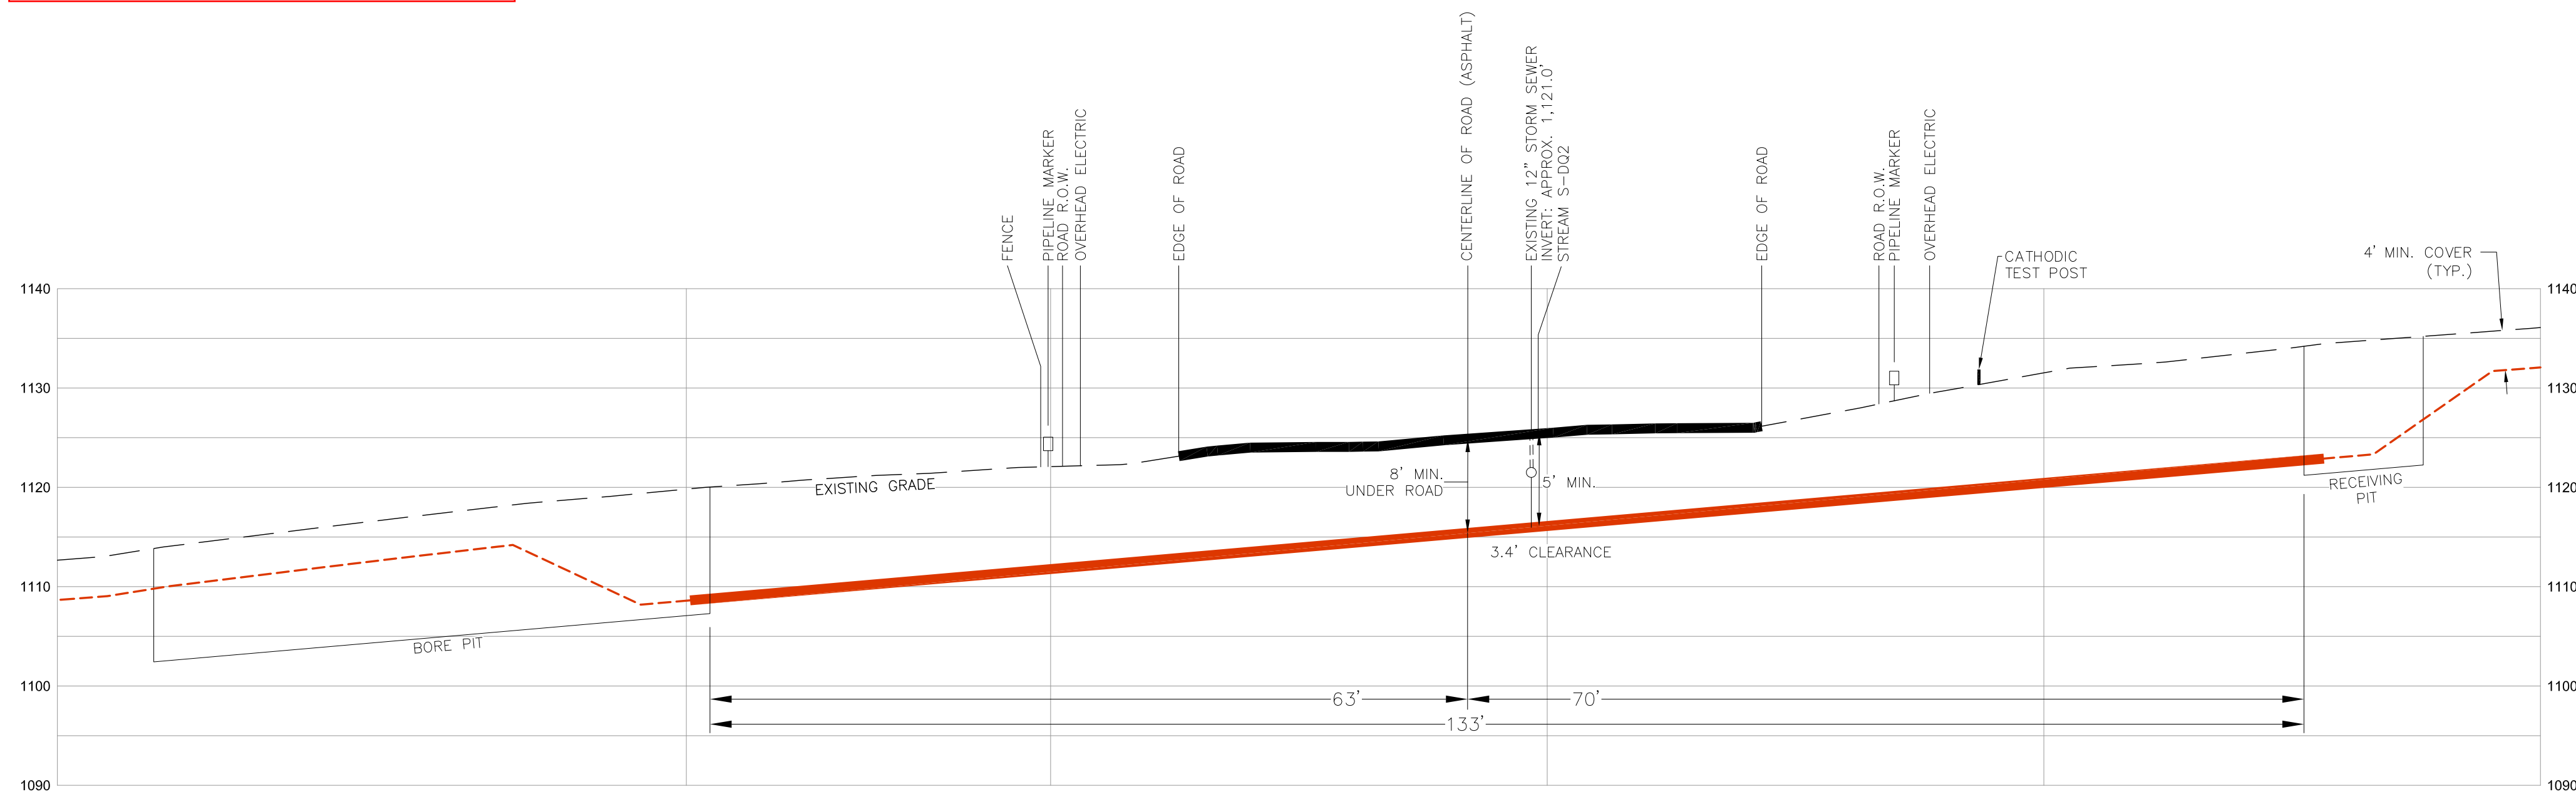 FENCE
PIPELINE MARKER
ROAD R.O.W.
OVERHEAD ELECTRIC
EDGE OF ROAD
CENTERLINE OF ROAD (ASPHALT)
EXISTING 12" STORM SEWER
INVERT: APPROX. 1,121.0'
STREAM S-DQ2
EDGE OF ROAD
ROAD R.O.W.
PIPELINE MARKER
OVERHEAD ELECTRIC
CATHODIC
TEST POST
4' MIN. COVER
(TYP.)
1140
1140
1130
1130
1120
1120
1110
1110
1100
1100
1090
1090
EXISTING GRADE
8' MIN.
UNDER ROAD
5' MIN.
3.4' CLEARANCE
RECEIVING
PIT
BORE PIT
63'
70'
133'